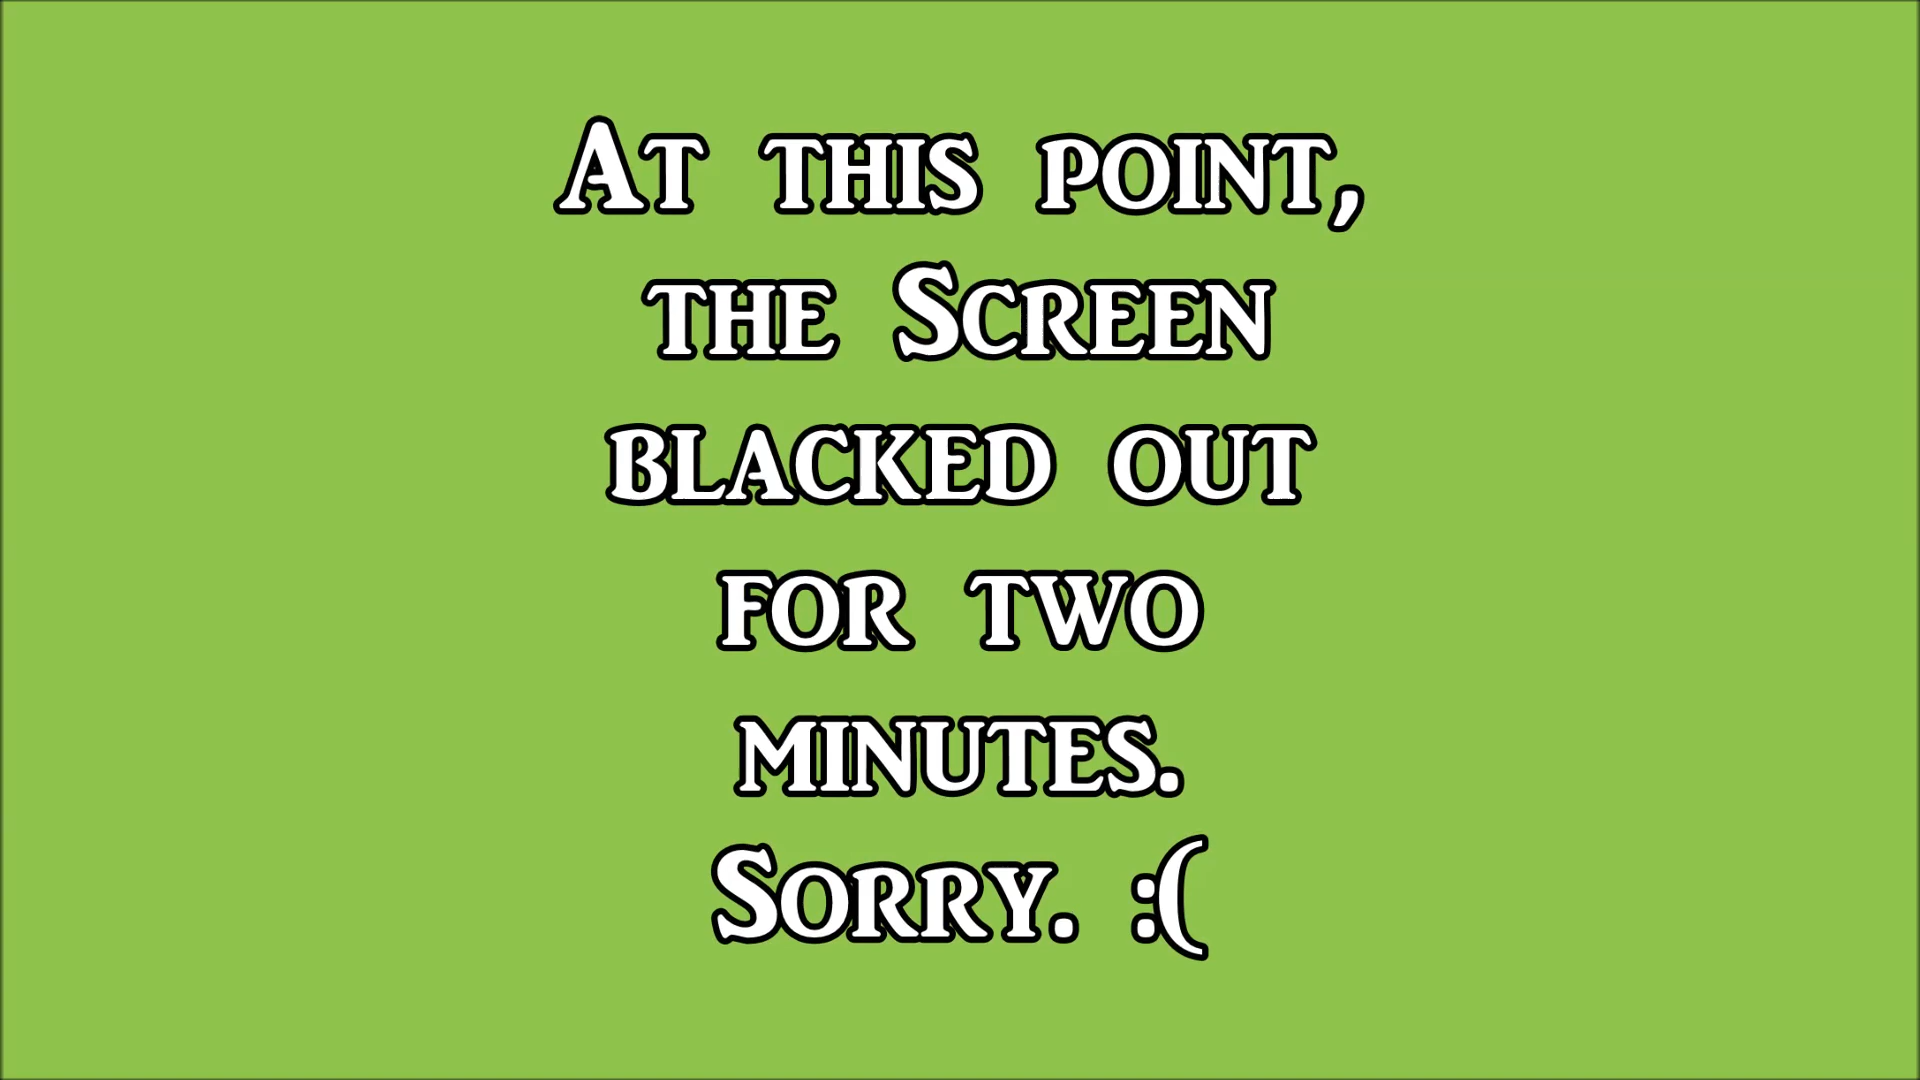 At this point,
the Screen
blacked out
for two
minutes.
Sorry. :(